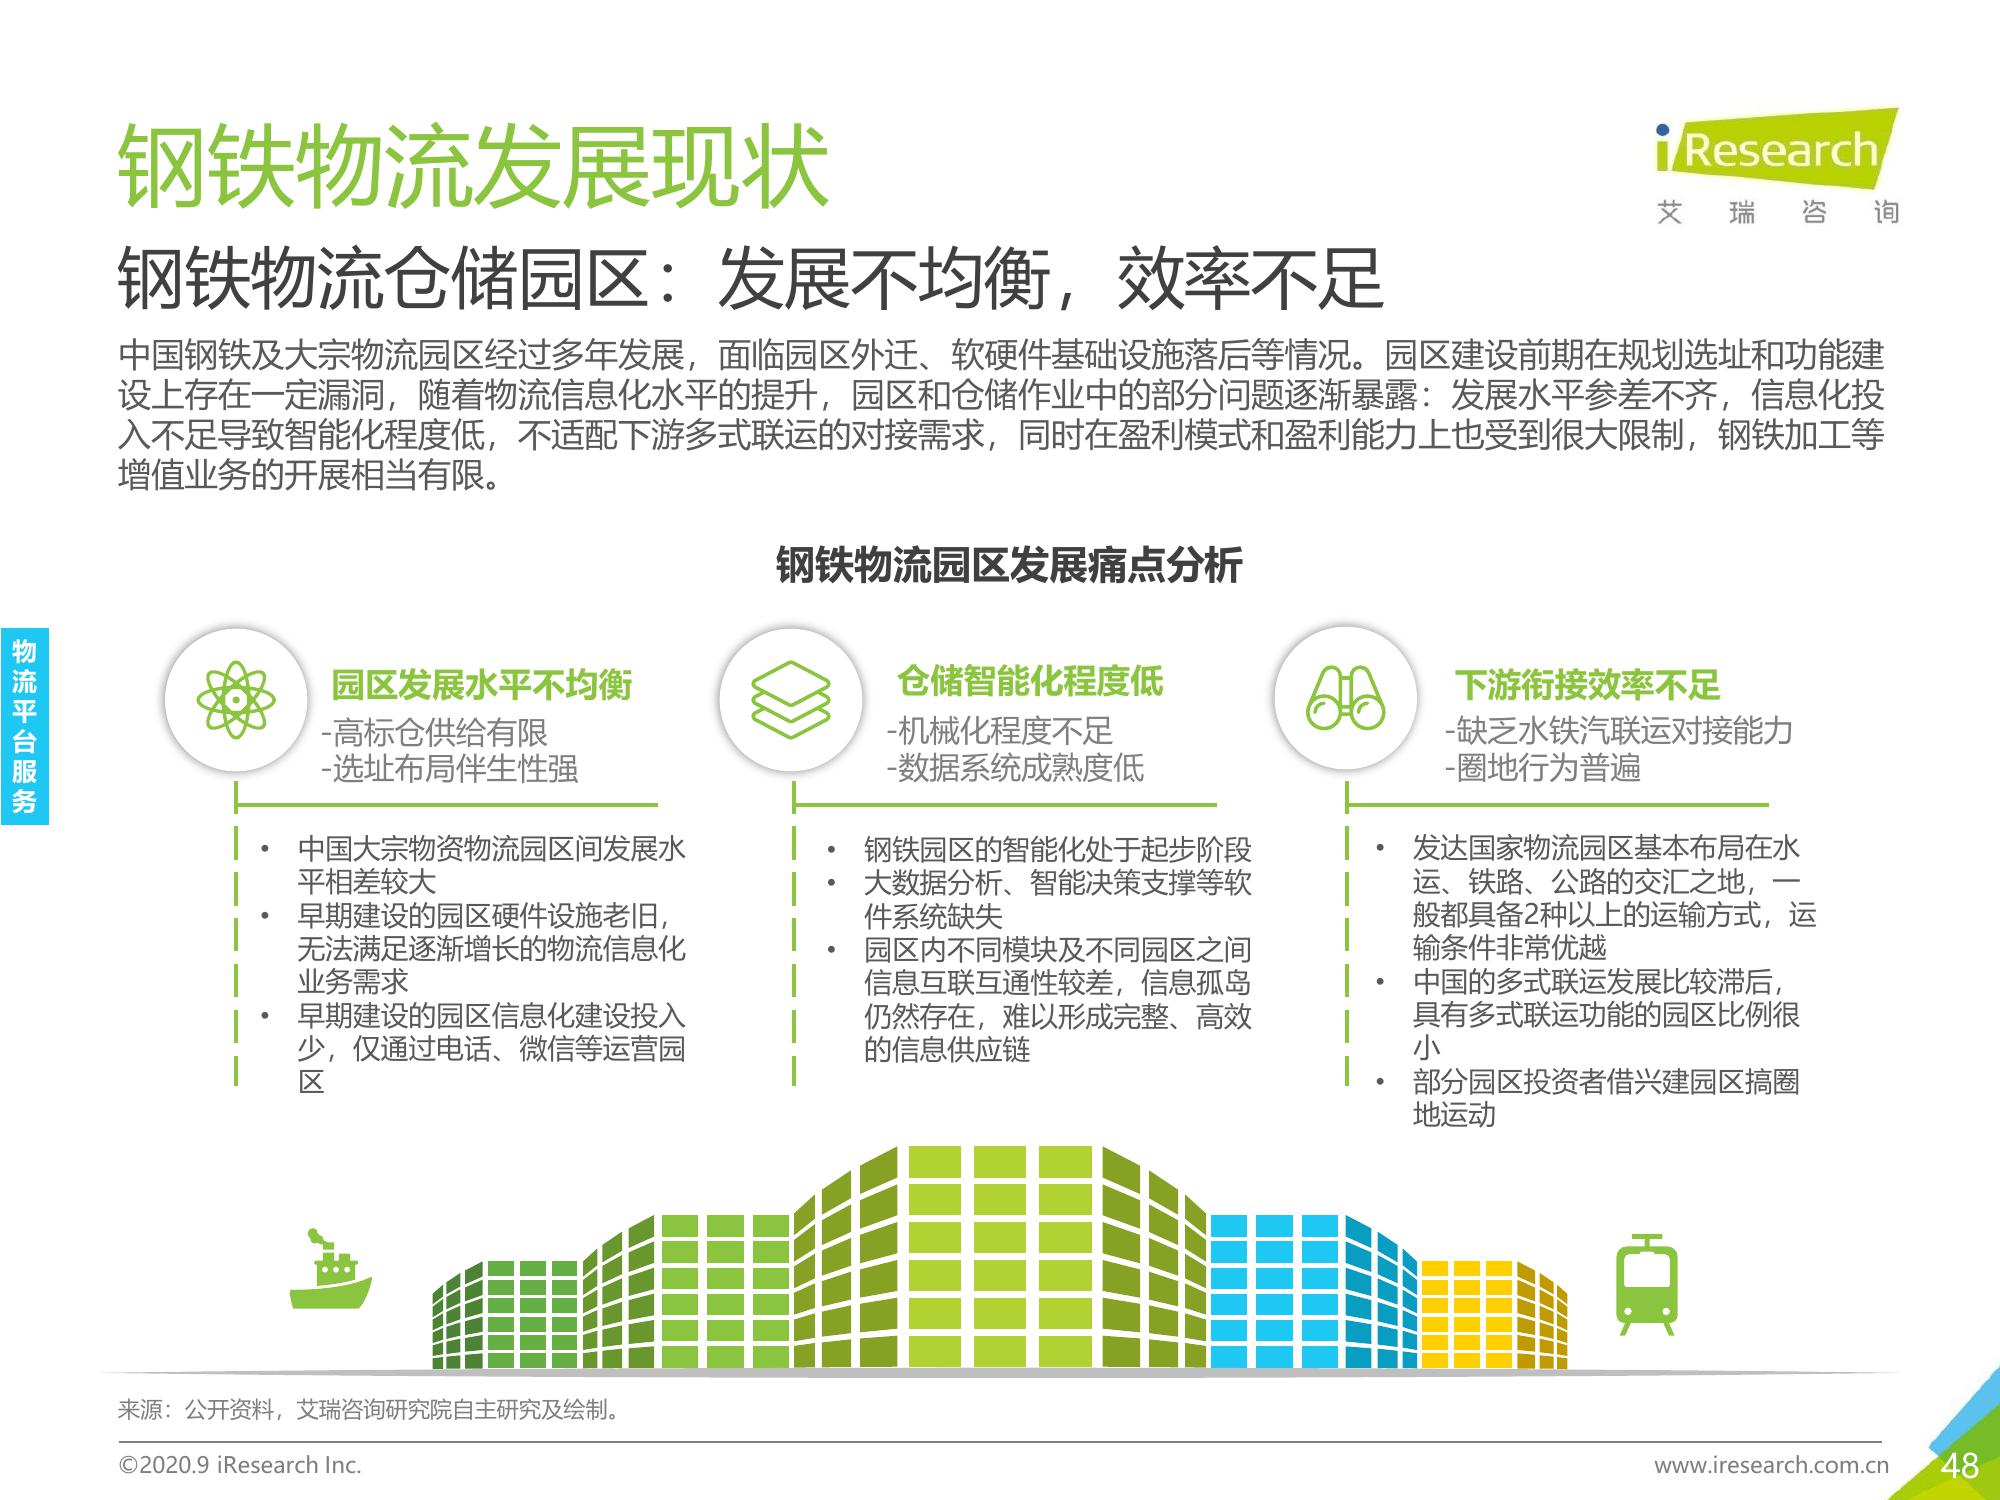 钢铁物流发展现状
iResearch
艾瑞咨询
钢铁物流仓储园区：发展不均衡，效率不足
中国钢铁及大宗物流园区经过多年发展，面临园区外迁、软硬件基础设施落后等情况。园区建设前期在规划选址和功能建
设上存在一定漏洞，随着物流信息化水平的提升，园区和仓储作业中的部分问题逐渐暴露：发展水平参差不齐，信息化投
入不足导致智能化程度低，不适配下游多式联运的对接需求，同时在盈利模式和盈利能力上也受到很大限制，钢铁加工等
增值业务的开展相当有限。
钢铁物流园区发展痛点分析
物流平台服务
园区发展水平不均衡
-高标仓供给有限
-选址布局伴生性强
• 中国大宗物资物流园区间发展水
平相差较大
• 早期建设的园区硬件设施老旧，
无法满足逐渐增长的物流信息化
业务需求
• 早期建设的园区信息化建设投入
少，仅通过电话、微信等运营园
区
仓储智能化程度低
-机械化程度不足
-数据系统成熟度低
• 钢铁园区的智能化处于起步阶段
• 大数据分析、智能决策支撑等软
件系统缺失
• 园区内不同模块及不同园区之间
信息互联互通性较差，信息孤岛
仍然存在，难以形成完整、高效
的信息供应链
下游衔接效率不足
-缺乏水铁汽联运对接能力
-圈地行为普遍
• 发达国家物流园区基本布局在水
运、铁路、公路的交汇之地，一
般都具备2种以上的运输方式，运
输条件非常优越
• 中国的多式联运发展比较滞后，
具有多式联运功能的园区比例很
小
• 部分园区投资者借兴建园区搞圈
地运动
来源：公开资料，艾瑞咨询研究院自主研究及绘制。
©2020.9 iResearch Inc.
www.iresearch.com.cn
48